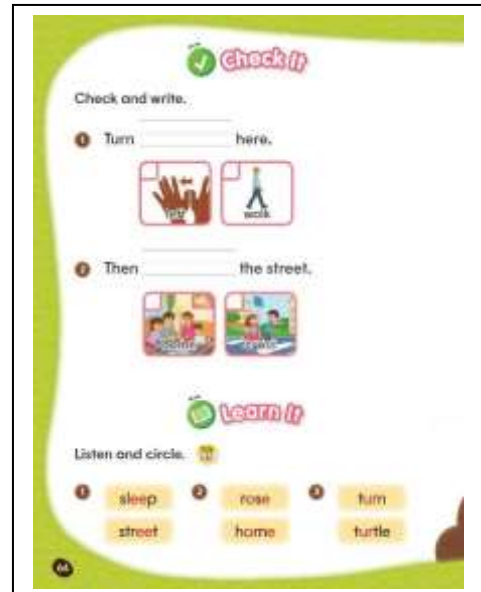 Check It
Check and write.
1 Turn here.
left walk
2 Then the street.
Learn It
Listen and circle.
1 sleep 2 rose 3 turn
street home turtle
64